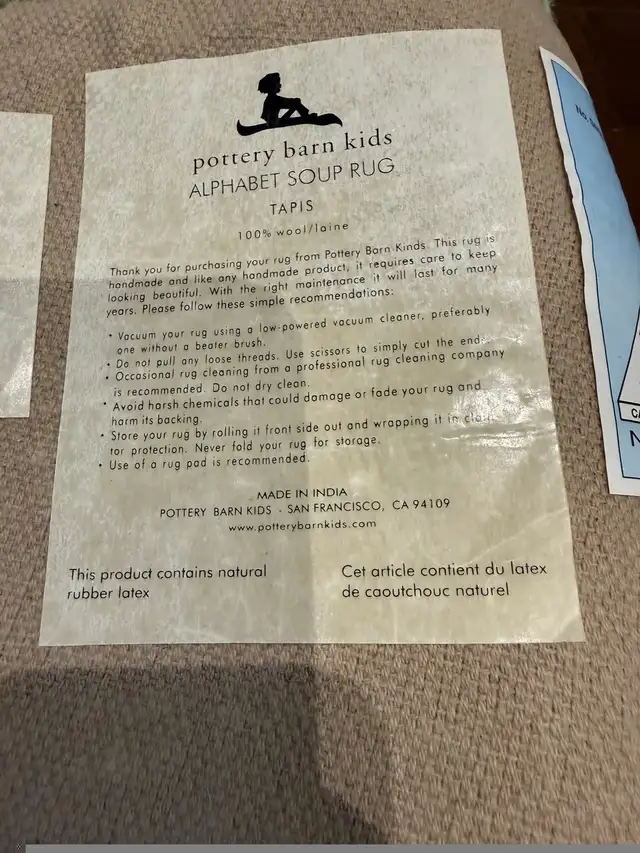 pottery barn kids
ALPHABET SOUP RUG
TAPIS
100% wool/laine
Thank you for purchasing your rug from Pottery Barn Kinds. This rug is
handmade and like any handmade product, it requires care to keep
looking beautiful. With the right maintenance it will last for many
years. Please follow these simple recommendations:
• Vacuum your rug using a low-powered vacuum cleaner, preferably
one without a beater brush.
• Do not pull any loose threads. Use scissors to simply cut the end.
• Occasional rug cleaning from a professional rug cleaning company
is recommended. Do not dry clean.
• Avoid harsh chemicals that could damage or fade your rug and
harm its backing.
• Store your rug by rolling it front side out and wrapping it in
for protection. Never fold your rug for storage.
• Use of a rug pad is recommended.
MADE IN INDIA
POTTERY BARN KIDS - SAN FRANCISCO, CA 94109
www.potterybarnkids.com
This product contains natural
rubber latex
Cet article contient du latex
de caoutchouc naturel